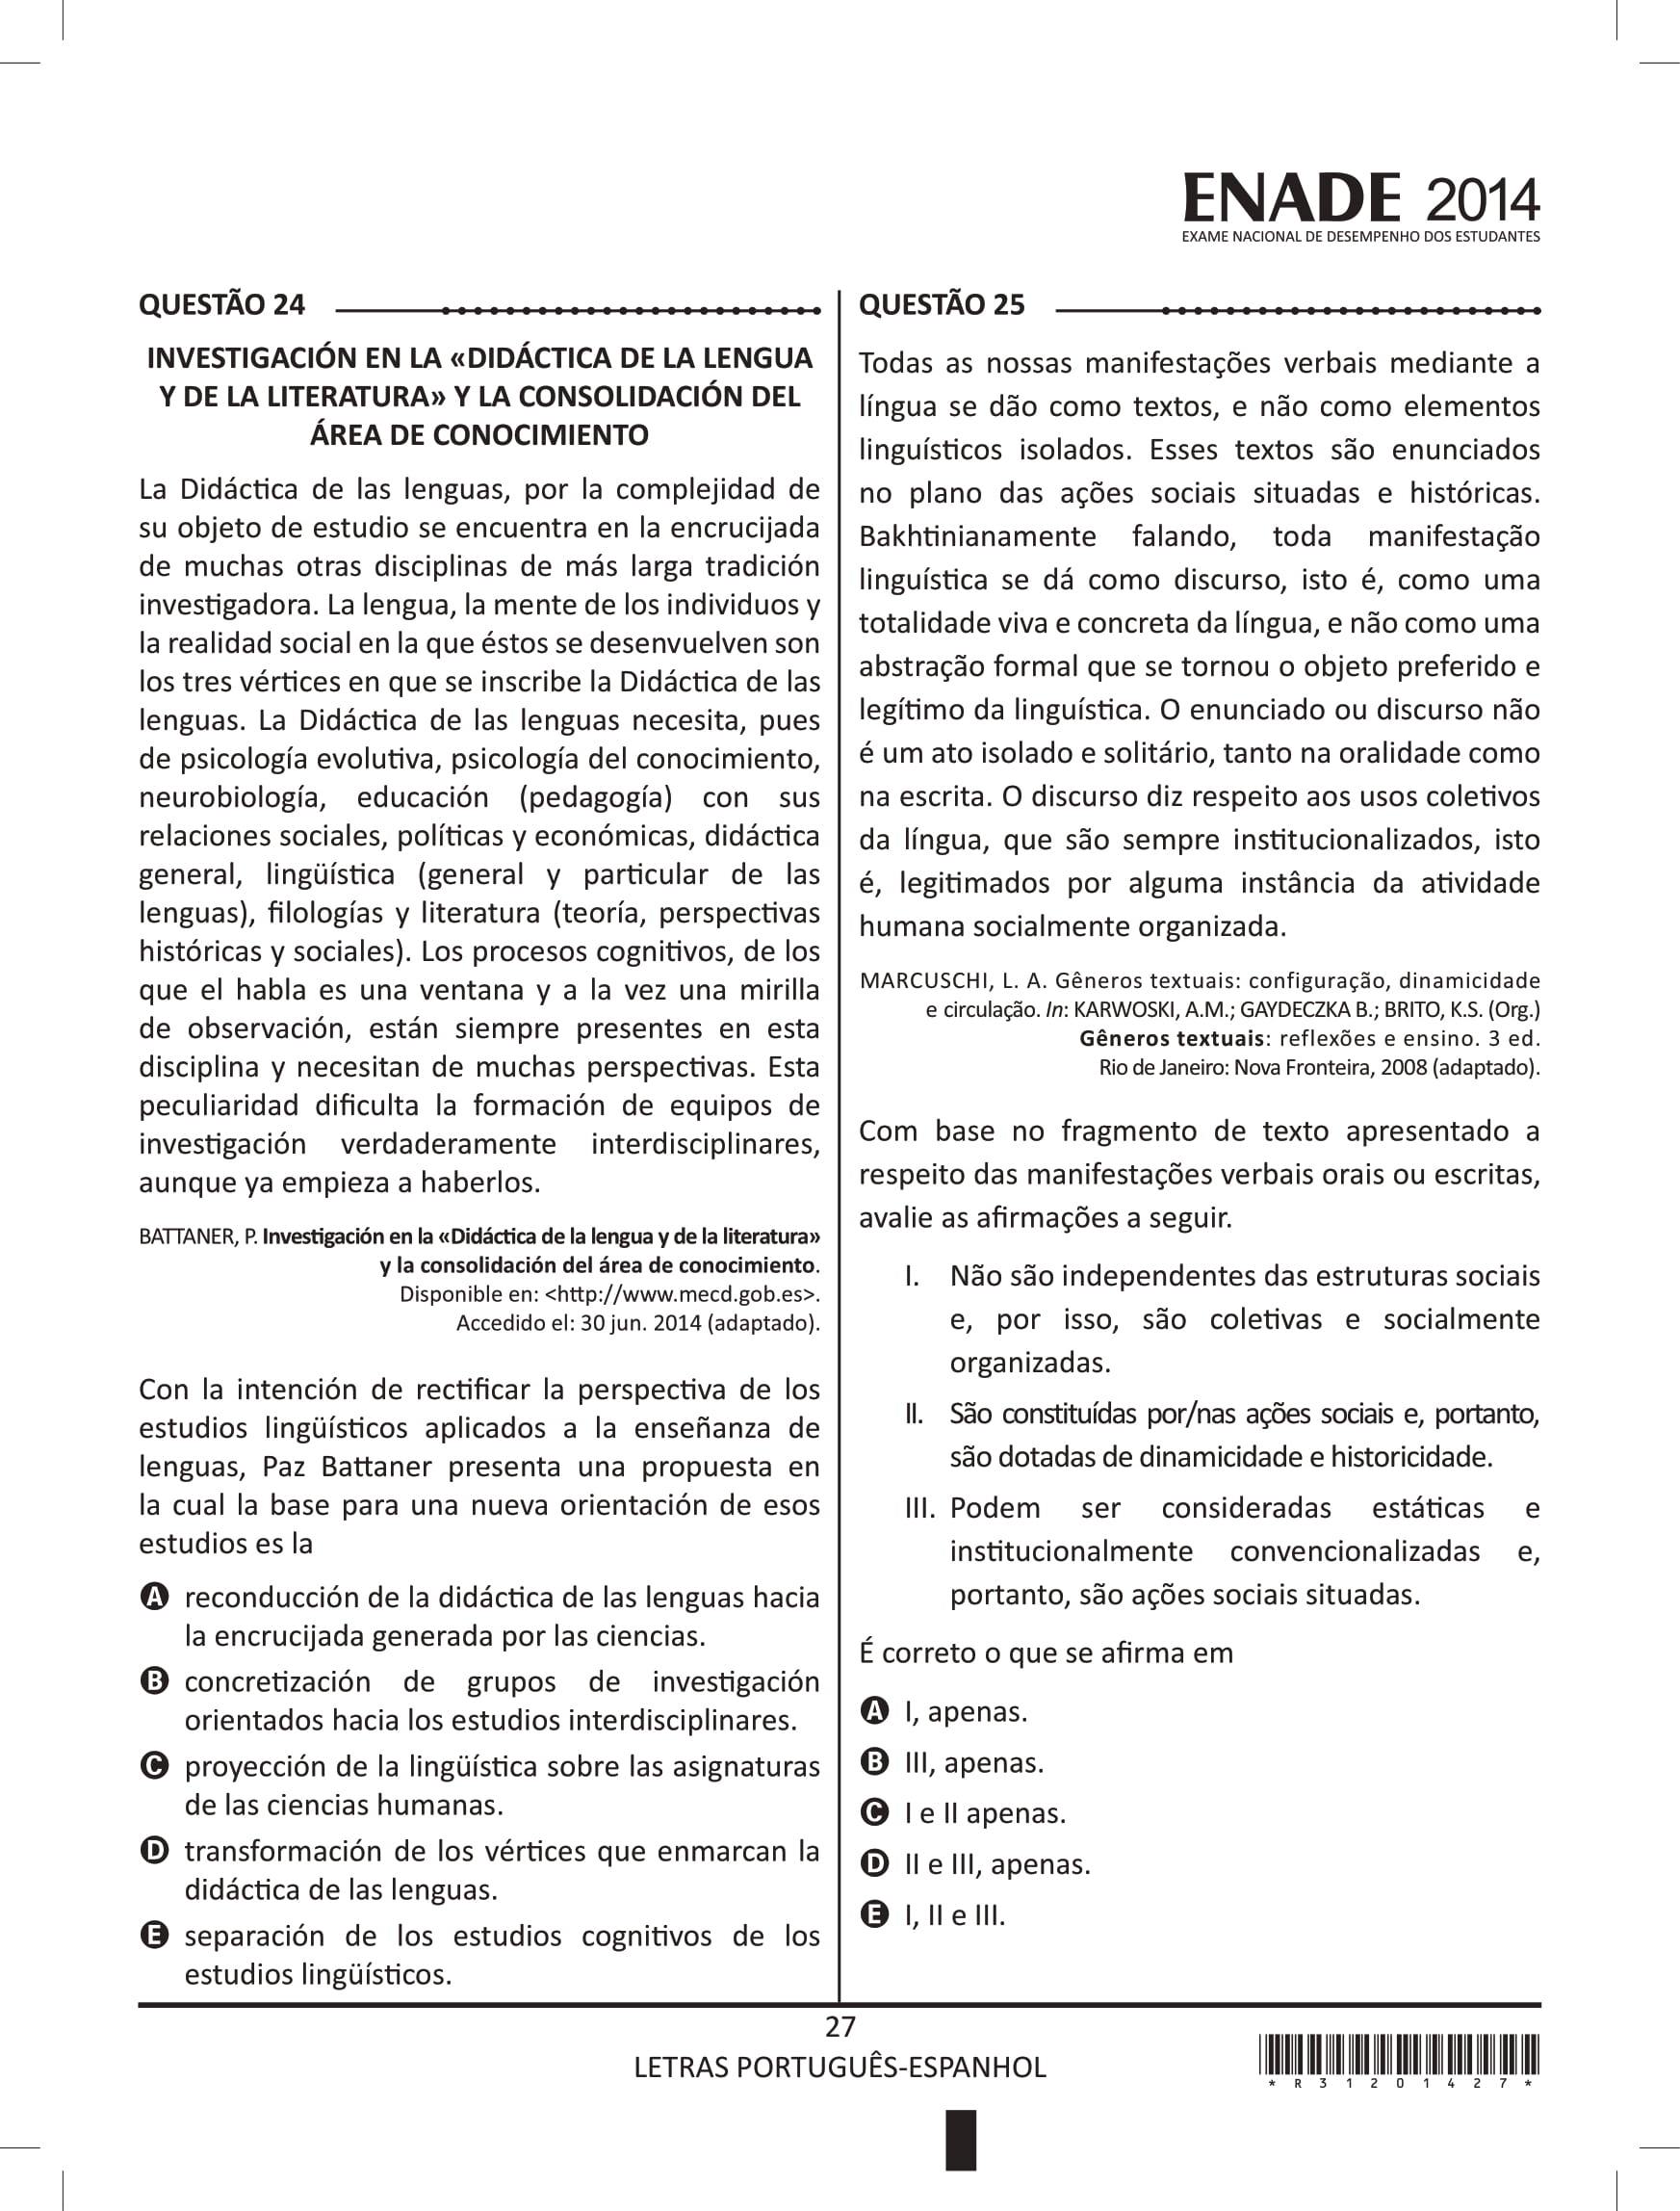 ENADE 2014
EXAME NACIONAL DE DESEMPENHO DOS ESTUDANTES
QUESTÃO 24
INVESTIGACIÓN EN LA «DIDÁCTICA DE LA LENGUA
Y DE LA LITERATURA» Y LA CONSOLIDACIÓN DEL
ÁREA DE CONOCIMIENTO
La Didáctica de las lenguas, por la complejidad de
su objeto de estudio se encuentra en la encrucijada
de muchas otras disciplinas de más larga tradición
investigadora. La lengua, la mente de los individuos y
la realidad social en la que éstos se desenvuelven son
los tres vértices en que se inscribe la Didáctica de las
lenguas. La Didáctica de las lenguas necesita, pues
de psicología evolutiva, psicología del conocimiento,
neurobiología, educación (pedagogía) con sus
relaciones sociales, políticas y económicas, didáctica
general, lingüística (general y particular de las
lenguas), filologías y literatura (teoría, perspectivas
históricas y sociales). Los procesos cognitivos, de los
que el habla es una ventana y a la vez una mirilla
de observación, están siempre presentes en esta
disciplina y necesitan de muchas perspectivas. Esta
peculiaridad dificulta la formación de equipos de
investigación verdaderamente interdisciplinares,
aunque ya empieza a haberlos.
BATTANER, P. Investigación en la «Didáctica de la lengua y de la literatura»
y la consolidación del área de conocimiento.
Disponible en: <http://www.mecd.gob.es>.
Accedido el: 30 jun. 2014 (adaptado).
Con la intención de rectificar la perspectiva de los
estudios lingüísticos aplicados a la enseñanza de
lenguas, Paz Battaner presenta una propuesta en
la cual la base para una nueva orientación de esos
estudios es la
A reconducción de la didáctica de las lenguas hacia
la encrucijada generada por las ciencias.
B concretización de grupos de investigación
orientados hacia los estudios interdisciplinares.
C proyección de la lingüística sobre las asignaturas
de las ciencias humanas.
D transformación de los vértices que enmarcan la
didáctica de las lenguas.
E separación de los estudios cognitivos de los
estudios lingüísticos.
QUESTÃO 25
Todas as nossas manifestações verbais mediante a
língua se dão como textos, e não como elementos
linguísticos isolados. Esses textos são enunciados
no plano das ações sociais situadas e históricas.
Bakhtinianamente falando, toda manifestação
linguística se dá como discurso, isto é, como uma
totalidade viva e concreta da língua, e não como uma
abstração formal que se tornou o objeto preferido e
legítimo da linguística. O enunciado ou discurso não
é um ato isolado e solitário, tanto na oralidade como
na escrita. O discurso diz respeito aos usos coletivos
da língua, que são sempre institucionalizados, isto
é, legitimados por alguma instância da atividade
humana socialmente organizada.
MARCUSCHI, L. A. Gêneros textuais: configuração, dinamicidade
e circulação. In: KARWOSKI, A.M.; GAYDECZKA B.; BRITO, K.S. (Org.)
Gêneros textuais: reflexões e ensino. 3 ed.
Rio de Janeiro: Nova Fronteira, 2008 (adaptado).
Com base no fragmento de texto apresentado a
respeito das manifestações verbais orais ou escritas,
avalie as afirmações a seguir.
I. Não são independentes das estruturas sociais
e, por isso, são coletivas e socialmente
organizadas.
II. São constituídas por/nas ações sociais e, portanto,
são dotadas de dinamicidade e historicidade.
III. Podem ser consideradas estáticas e
institucionalmente convencionalizadas e,
portanto, são ações sociais situadas.
É correto o que se afirma em
A I, apenas.
B III, apenas.
C I e II apenas.
D II e III, apenas.
E I, II e III.
27
LETRAS PORTUGUÊS-ESPANHOL
* R 3 1 2 0 1 4 2 7 *